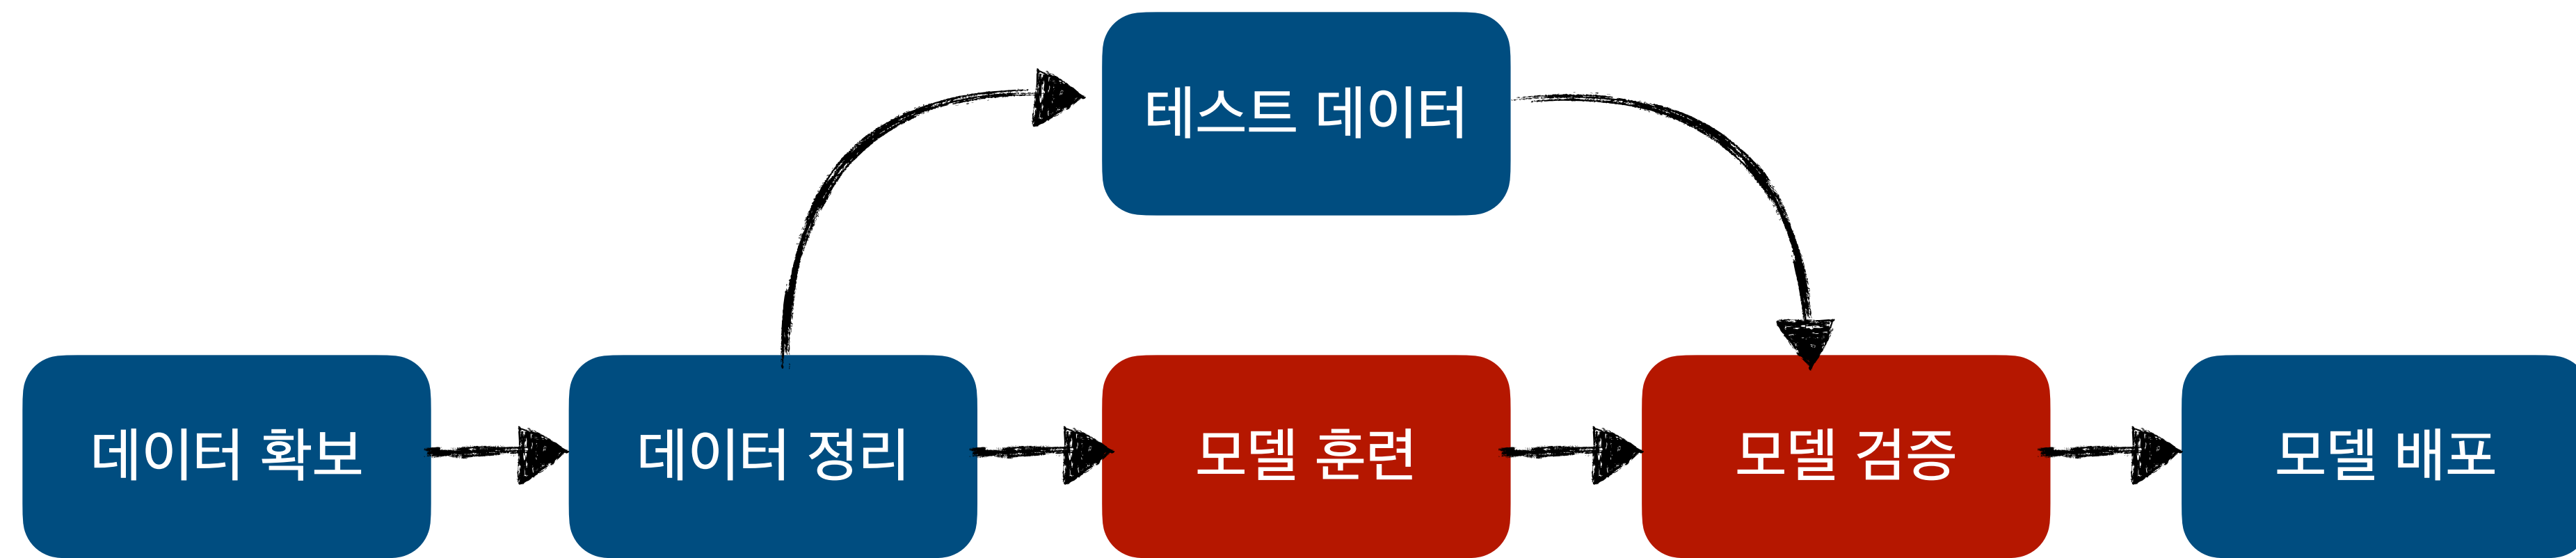 테스트 데이터
데이터 확보
데이터 정리
모델 훈련
모델 검증
모델 배포